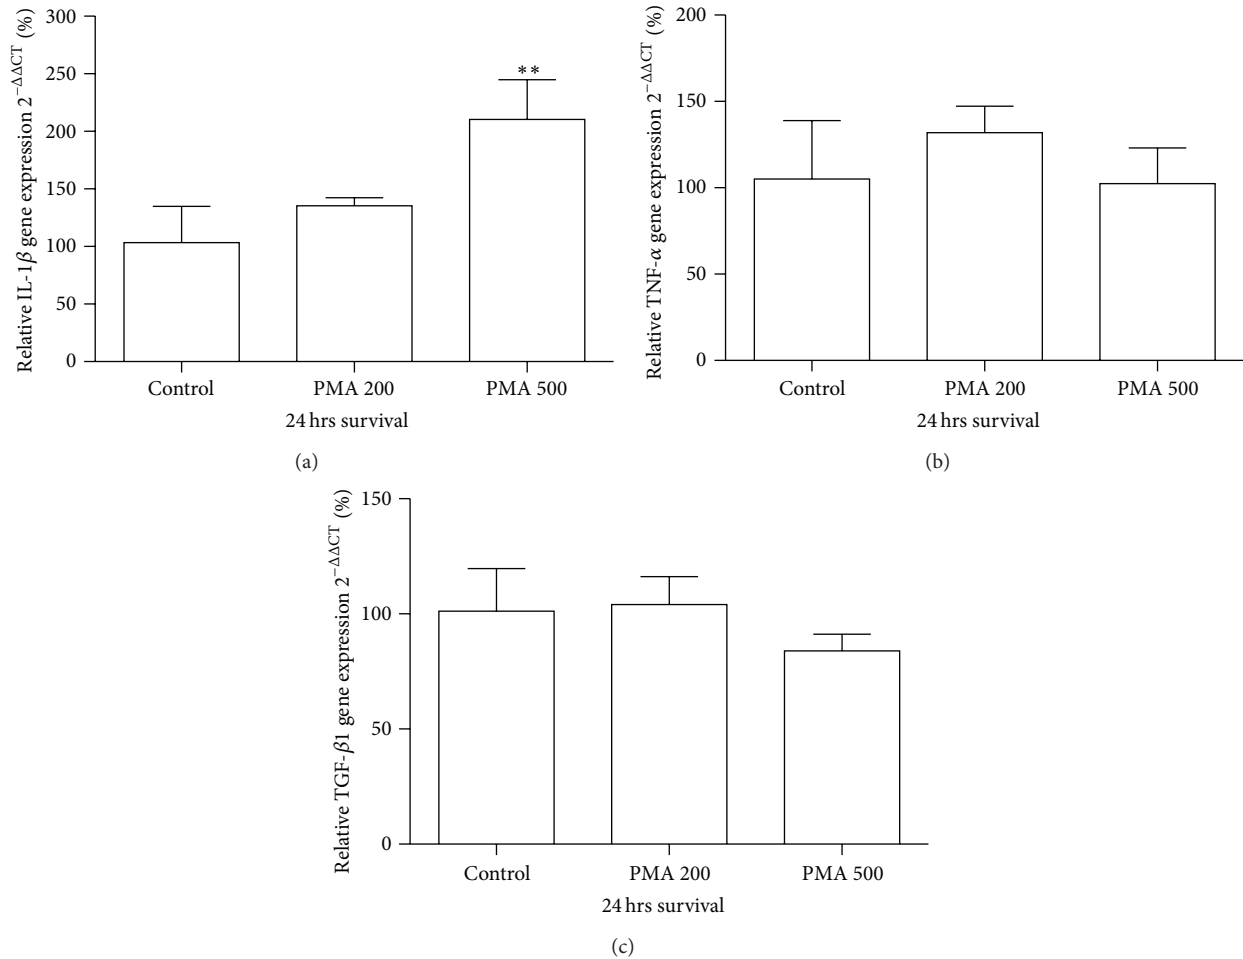 Relative IL-1β gene expression 2^−ΔΔCT (%)
300
250
200
150
100
50
0
**
Control
PMA 200
PMA 500
24 hrs survival
(a)
Relative TNF-α gene expression 2^−ΔΔCT (%)
200
150
100
50
0
Control
PMA 200
PMA 500
24 hrs survival
(b)
Relative TGF-β1 gene expression 2^−ΔΔCT (%)
150
100
50
0
Control
PMA 200
PMA 500
24 hrs survival
(c)